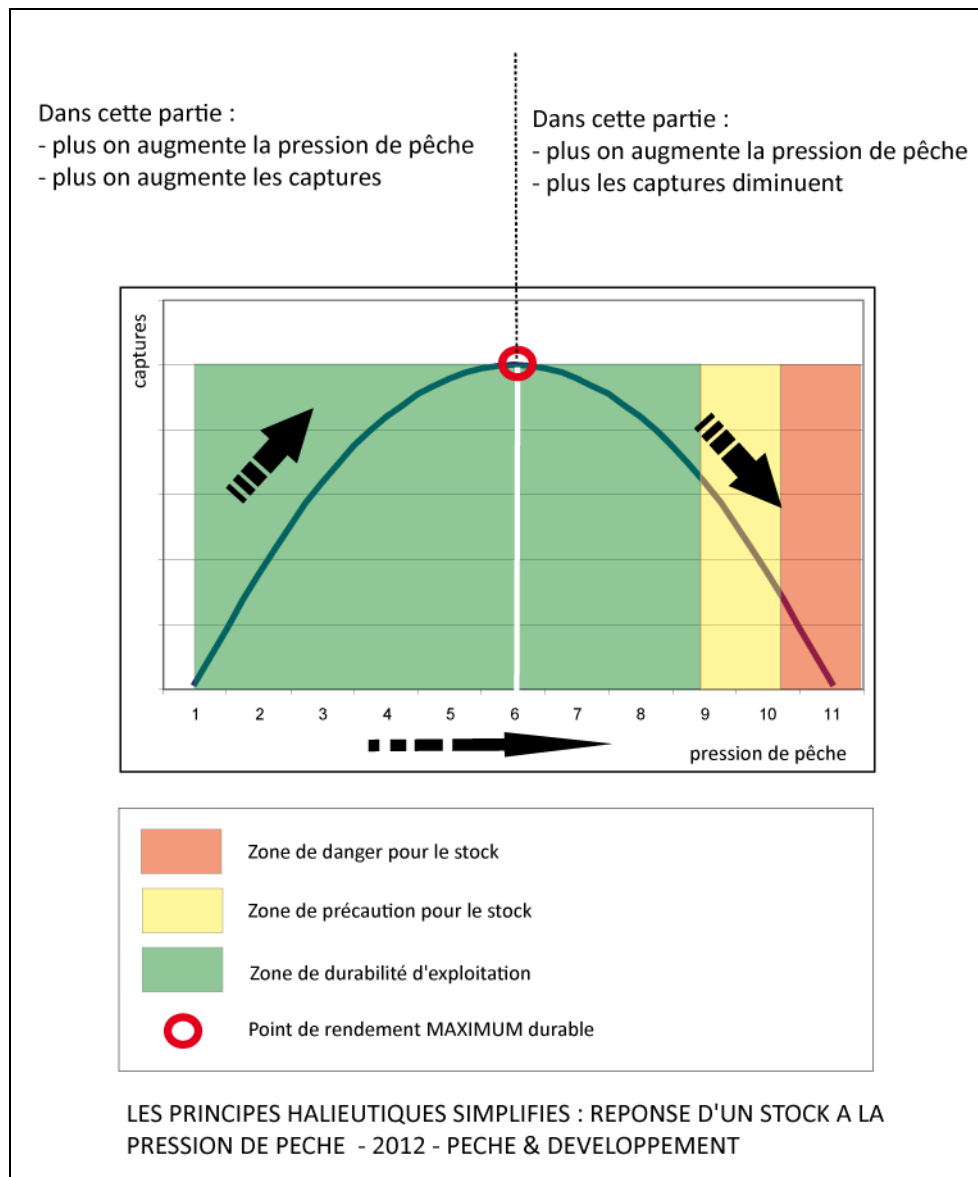 Dans cette partie :
- plus on augmente la pression de pêche
- plus on augmente les captures
Dans cette partie :
- plus on augmente la pression de pêche
- plus les captures diminuent
captures
1 2 3 4 5 6 7 8 9 10 11
pression de pêche
Zone de danger pour le stock
Zone de précaution pour le stock
Zone de durabilité d'exploitation
Point de rendement MAXIMUM durable
LES PRINCIPES HALIEUTIQUES SIMPLIFIES : REPONSE D'UN STOCK A LA
PRESSION DE PECHE - 2012 - PECHE & DEVELOPPEMENT